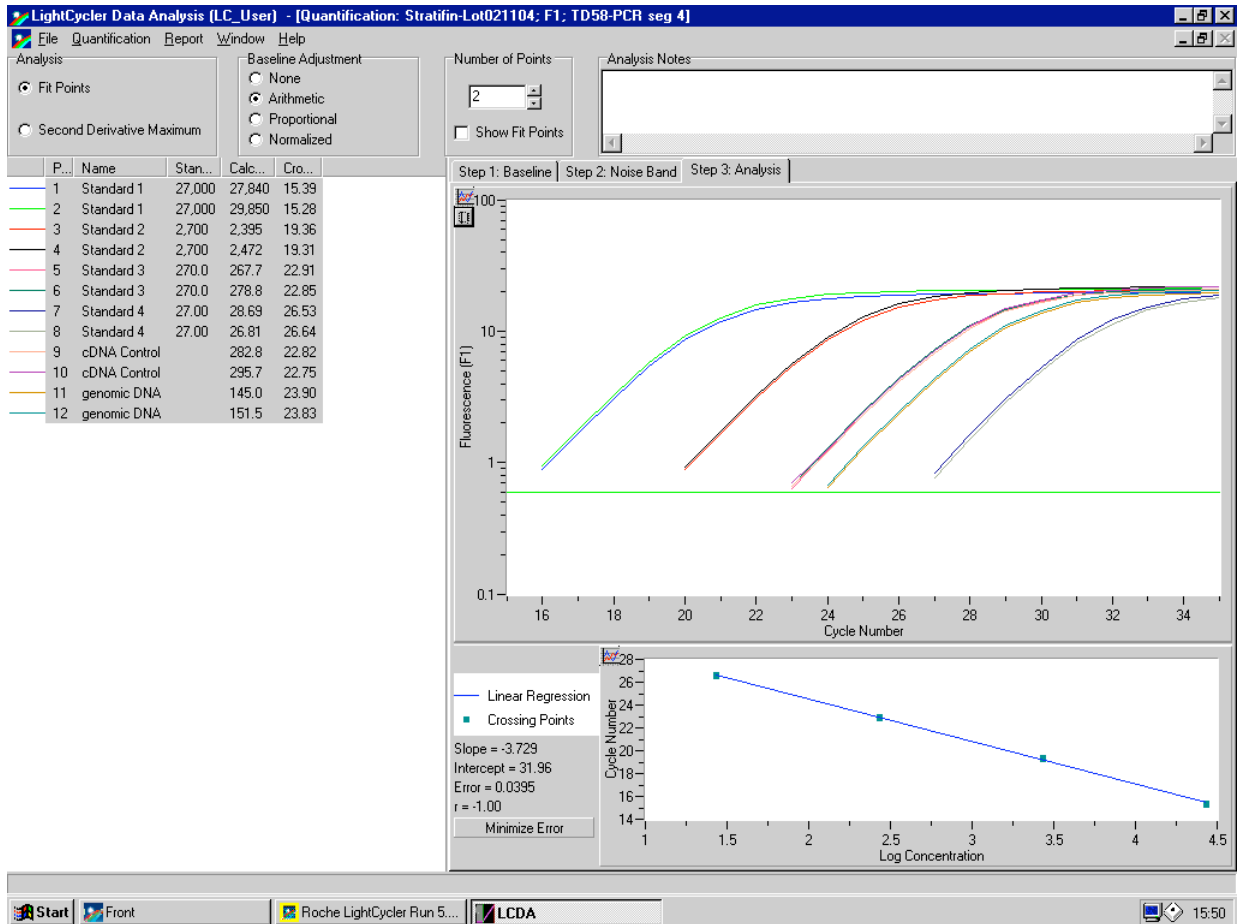 LightCycler Data Analysis (LC_User) - [Quantification: Stratifin-Lot021104; F1; TD58-PCR seg 4]
File Quantification Report Window Help
Analysis
Fit Points
Second Derivative Maximum
Baseline Adjustment
None
Arithmetic
Proportional
Normalized
Number of Points
2
Show Fit Points
Analysis Notes
P... Name Stan... Calc... Cro...
1 Standard 1 27,000 27,840 15.39
2 Standard 1 27,000 29,850 15.28
3 Standard 2 2,700 2,395 19.36
4 Standard 2 2,700 2,472 19.31
5 Standard 3 270.0 267.7 22.91
6 Standard 3 270.0 278.8 22.85
7 Standard 4 27.00 28.69 26.53
8 Standard 4 27.00 26.81 26.64
9 cDNA Control 282.8 22.82
10 cDNA Control 295.7 22.75
11 genomic DNA 145.0 23.90
12 genomic DNA 151.5 23.83
Step 1: Baseline Step 2: Noise Band Step 3: Analysis
100
10
1
0.1
Fluorescence (F1)
16 18 20 22 24 26 28 30 32 34
Cycle Number
Linear Regression
Crossing Points
Slope = -3.729
Intercept = 31.96
Error = 0.0395
r = -1.00
Minimize Error
28
26
24
22
20
18
16
14
Cycle Number
1 1.5 2 2.5 3 3.5 4 4.5
Log Concentration
Start Front Roche LightCycler Run 5.... LCDA 15:50